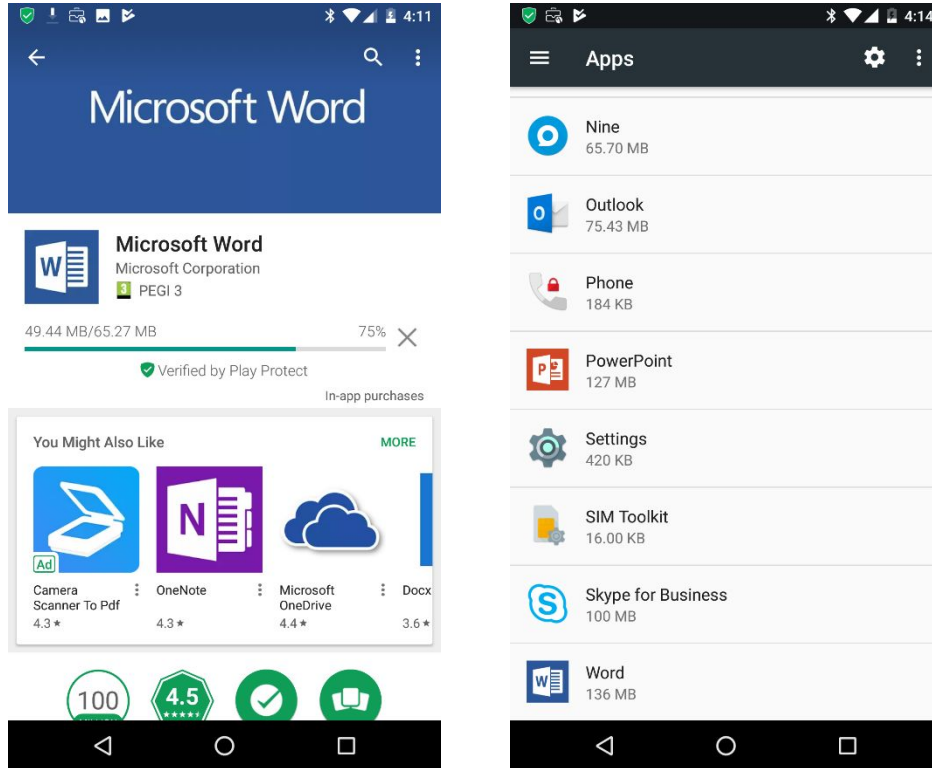 4:11
Microsoft Word
Microsoft Word
Microsoft Corporation
3 PEGI 3
49.44 MB/65.27 MB 75%
Verified by Play Protect
In-app purchases
You Might Also Like MORE
Ad
Camera Scanner To Pdf
4.3★
OneNote
4.3★
Microsoft OneDrive
4.4★
Docx
3.6★
100
4.5
4:14
Apps
Nine
65.70 MB
Outlook
75.43 MB
Phone
184 KB
PowerPoint
127 MB
Settings
420 KB
SIM Toolkit
16.00 KB
Skype for Business
100 MB
Word
136 MB